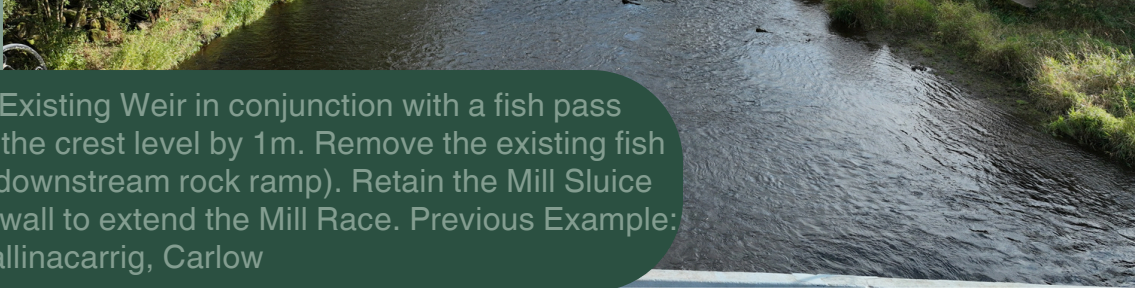 Existing Weir in conjunction with a fish pass
the crest level by 1m. Remove the existing fish
downstream rock ramp). Retain the Mill Sluice
wall to extend the Mill Race. Previous Example:
allinacarrig, Carlow